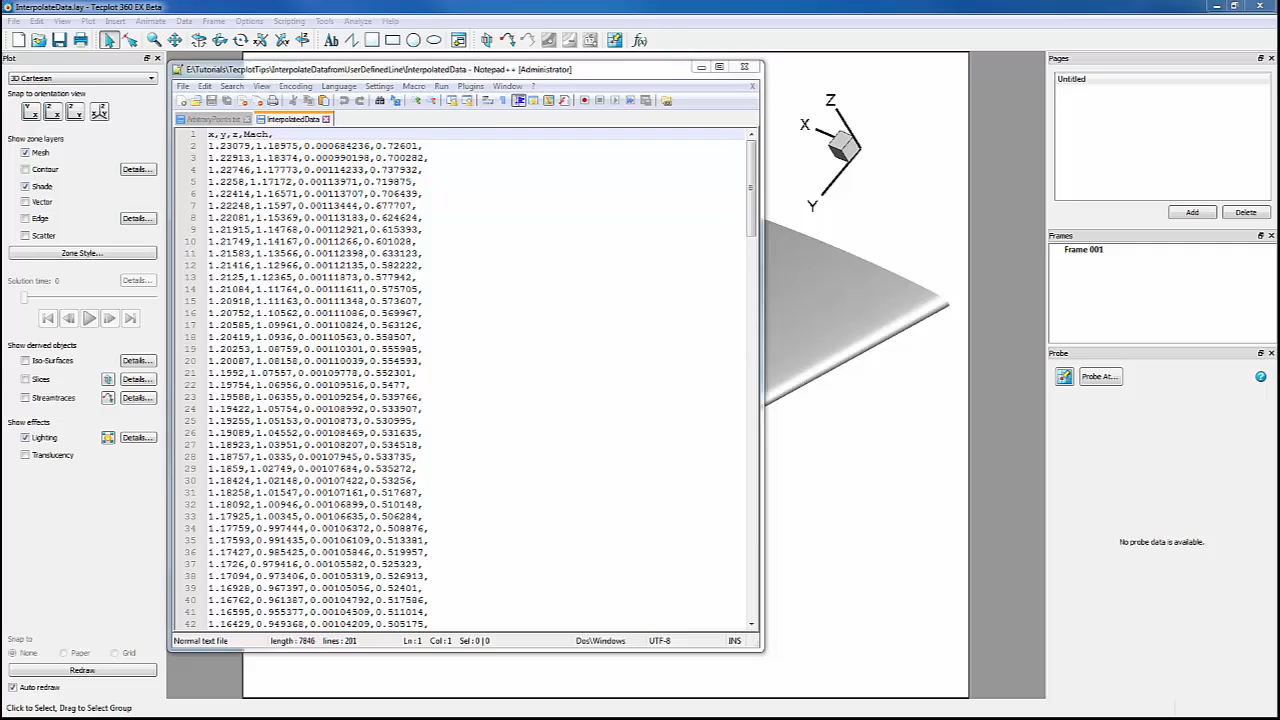 InterpolateData.lay - Tecplot 360 EX Beta
File Edit View Plot Insert Animate Data Frame Options Scripting Tools Analyze Help
Plot
3D Cartesian
Snap to orientation view
Show zone layers
Mesh
Contour Details...
Shade
Vector
Edge Details...
Scatter
Zone Style...
Solution time: 0 Details...
Show derived objects
Iso-Surfaces Details...
Slices Details...
Streamtraces Details...
Show effects
Lighting Details...
Translucency
Snap to
None Paper Grid
Redraw
Auto redraw
Click to Select, Drag to Select Group
E:\Tutorials\TecplotTips\InterpolateDatafromUserDefinedLine\InterpolatedData - Notepad++ [Administrator]
File Edit Search View Encoding Language Settings Macro Run Plugins Window ? X
ArbitraryPoints.txt InterpolatedData
1 x,y,z,Mach,
2 1.23079,1.18975,0.000684236,0.72601,
3 1.22913,1.18374,0.000990198,0.700282,
4 1.22746,1.17773,0.00114233,0.737932,
5 1.2258,1.17172,0.00113971,0.719875,
6 1.22414,1.16571,0.00113707,0.706439,
7 1.22248,1.1597,0.00113444,0.677707,
8 1.22081,1.15369,0.00113183,0.624624,
9 1.21915,1.14768,0.00112921,0.615393,
10 1.21749,1.14167,0.0011266,0.601028,
11 1.21583,1.13566,0.00112398,0.633123,
12 1.21416,1.12966,0.00112135,0.582222,
13 1.2125,1.12365,0.00111873,0.577942,
14 1.21084,1.11764,0.00111611,0.575705,
15 1.20918,1.11163,0.00111348,0.573607,
16 1.20752,1.10562,0.00111086,0.569967,
17 1.20585,1.09961,0.00110824,0.563126,
18 1.20419,1.0936,0.00110563,0.558507,
19 1.20253,1.08759,0.00110301,0.555985,
20 1.20087,1.08158,0.00110039,0.554593,
21 1.1992,1.07557,0.00109778,0.552301,
22 1.19754,1.06956,0.00109516,0.5477,
23 1.19588,1.06355,0.00109254,0.539766,
24 1.19422,1.05754,0.00108992,0.533907,
25 1.19255,1.05153,0.0010873,0.530995,
26 1.19089,1.04552,0.00108469,0.531635,
27 1.18923,1.03951,0.00108207,0.534518,
28 1.18757,1.0335,0.00107945,0.533735,
29 1.1859,1.02749,0.00107684,0.535272,
30 1.18424,1.02148,0.00107422,0.53256,
31 1.18258,1.01547,0.00107161,0.517687,
32 1.18092,1.00946,0.00106899,0.510148,
33 1.17925,1.00345,0.00106635,0.506284,
34 1.17759,0.997444,0.00106372,0.508876,
35 1.17593,0.991435,0.00106109,0.513381,
36 1.17427,0.985425,0.00105846,0.519957,
37 1.1726,0.979416,0.00105582,0.525323,
38 1.17094,0.973406,0.00105319,0.526913,
39 1.16928,0.967397,0.00105056,0.52401,
40 1.16762,0.961387,0.00104792,0.517586,
41 1.16595,0.955377,0.00104509,0.511014,
42 1.16429,0.949368,0.00104209,0.505175,
Normal text file length : 7846 lines : 201 Ln : 1 Col : 1 Sel : 0 | 0 Dos\Windows UTF-8 INS
Z
X
Y
Pages
Untitled
Add Delete
Frames
Frame 001
Probe
Probe At...
No probe data is available.